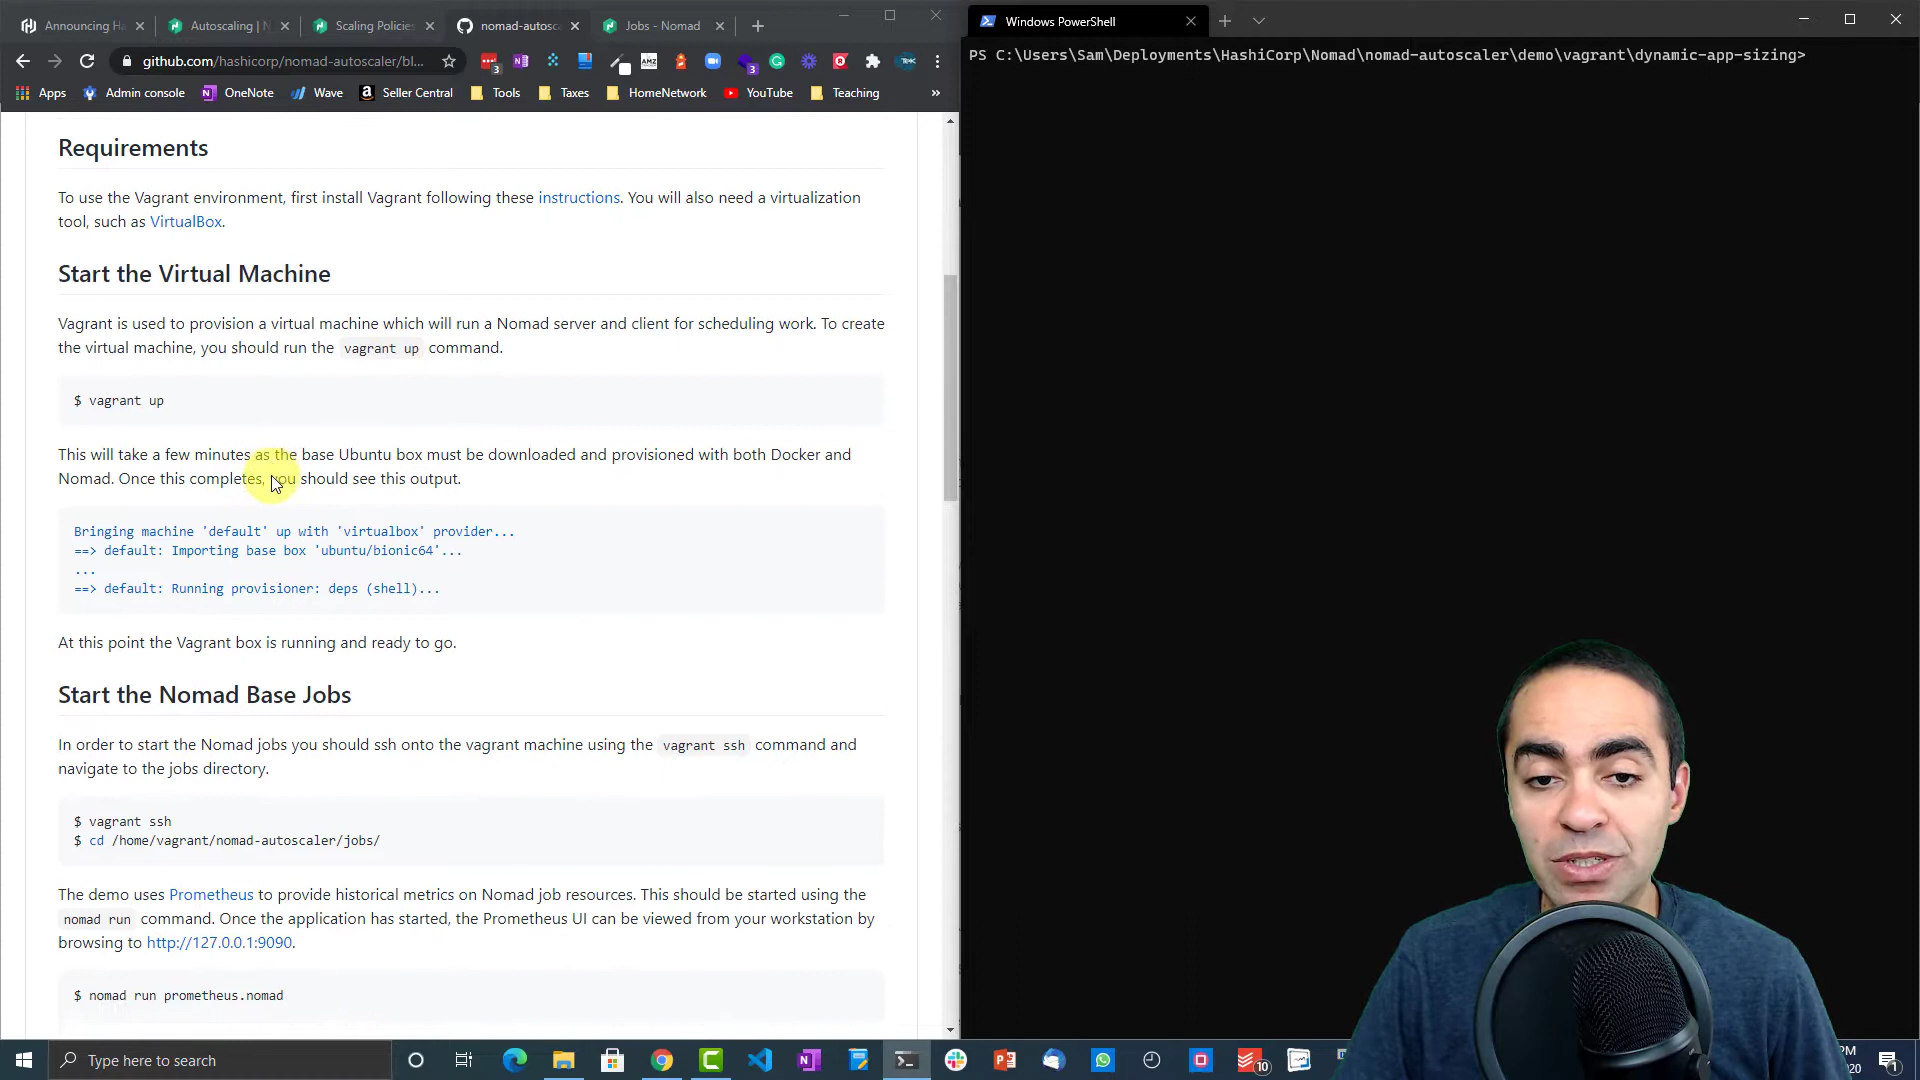 Announcing Ha
Autoscaling | N
Scaling Policies
nomad-autosca
Jobs - Nomad
github.com/hashicorp/nomad-autoscaler/bl...
Apps
Admin console
OneNote
Wave
Seller Central
Tools
Taxes
HomeNetwork
YouTube
Teaching
»
Requirements
To use the Vagrant environment, first install Vagrant following these instructions. You will also need a virtualization
tool, such as VirtualBox.
Start the Virtual Machine
Vagrant is used to provision a virtual machine which will run a Nomad server and client for scheduling work. To create
the virtual machine, you should run the vagrant up command.
$ vagrant up
This will take a few minutes as the base Ubuntu box must be downloaded and provisioned with both Docker and
Nomad. Once this completes, you should see this output.
Bringing machine 'default' up with 'virtualbox' provider...
==> default: Importing base box 'ubuntu/bionic64'...
...
==> default: Running provisioner: deps (shell)...
At this point the Vagrant box is running and ready to go.
Start the Nomad Base Jobs
In order to start the Nomad jobs you should ssh onto the vagrant machine using the vagrant ssh command and
navigate to the jobs directory.
$ vagrant ssh
$ cd /home/vagrant/nomad-autoscaler/jobs/
The demo uses Prometheus to provide historical metrics on Nomad job resources. This should be started using the
nomad run command. Once the application has started, the Prometheus UI can be viewed from your workstation by
browsing to http://127.0.0.1:9090.
$ nomad run prometheus.nomad
Windows PowerShell
PS C:\Users\Sam\Deployments\HashiCorp\Nomad\nomad-autoscaler\demo\vagrant\dynamic-app-sizing>
Type here to search
10
PM
20
1